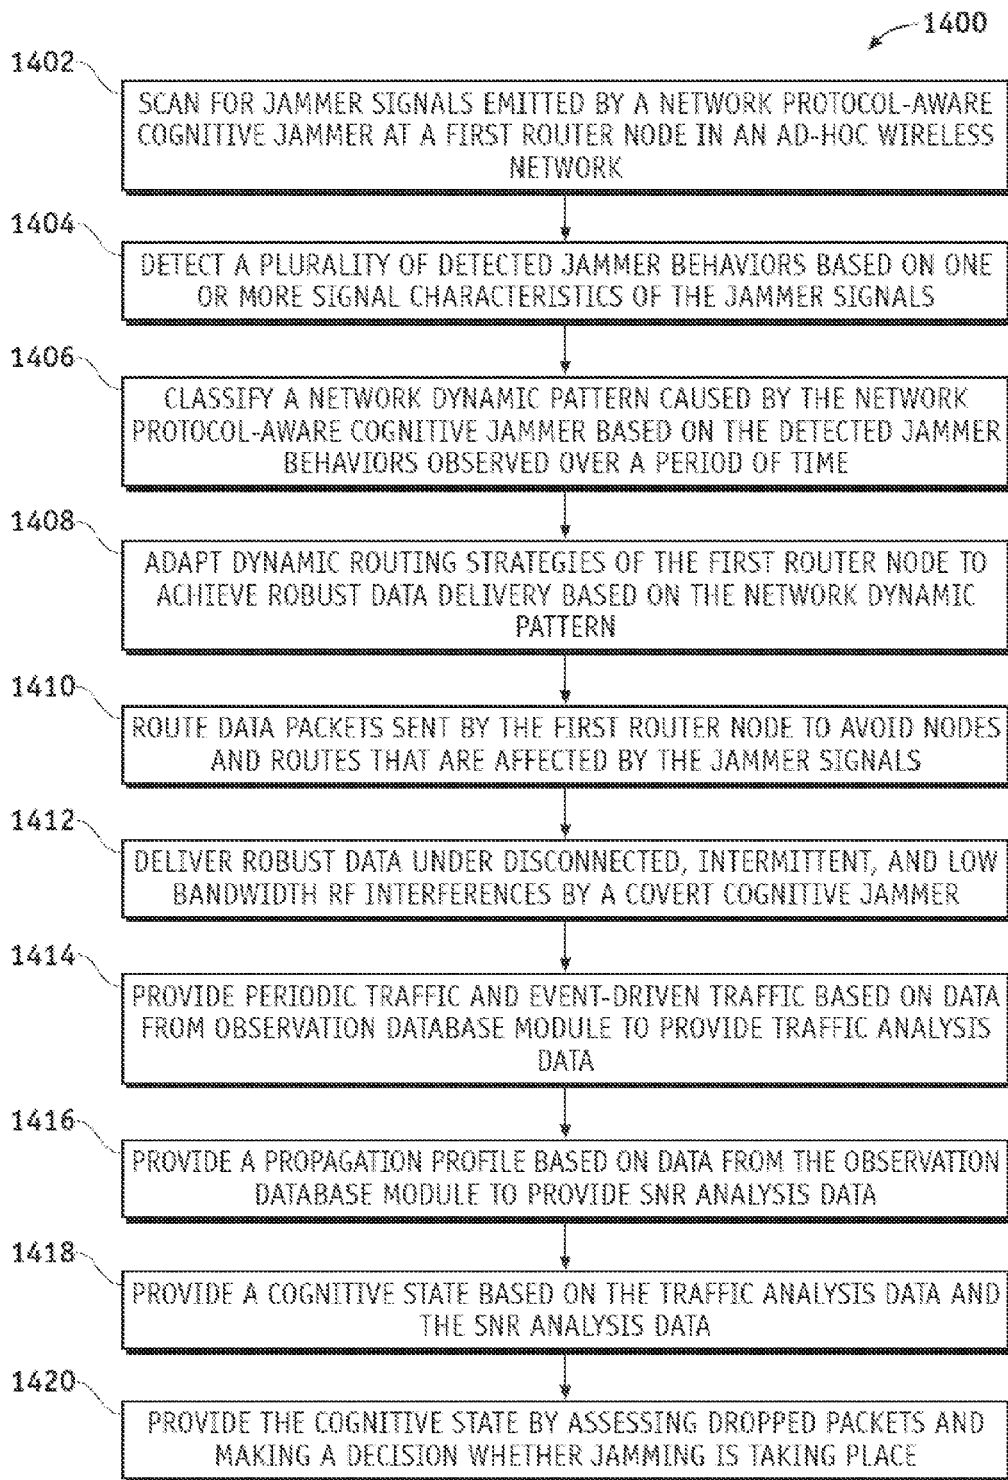 1400
1402
SCAN FOR JAMMER SIGNALS EMITTED BY A NETWORK PROTOCOL-AWARE
COGNITIVE JAMMER AT A FIRST ROUTER NODE IN AN AD-HOC WIRELESS
NETWORK
1404
DETECT A PLURALITY OF DETECTED JAMMER BEHAVIORS BASED ON ONE
OR MORE SIGNAL CHARACTERISTICS OF THE JAMMER SIGNALS
1406
CLASSIFY A NETWORK DYNAMIC PATTERN CAUSED BY THE NETWORK
PROTOCOL-AWARE COGNITIVE JAMMER BASED ON THE DETECTED JAMMER
BEHAVIORS OBSERVED OVER A PERIOD OF TIME
1408
ADAPT DYNAMIC ROUTING STRATEGIES OF THE FIRST ROUTER NODE TO
ACHIEVE ROBUST DATA DELIVERY BASED ON THE NETWORK DYNAMIC
PATTERN
1410
ROUTE DATA PACKETS SENT BY THE FIRST ROUTER NODE TO AVOID NODES
AND ROUTES THAT ARE AFFECTED BY THE JAMMER SIGNALS
1412
DELIVER ROBUST DATA UNDER DISCONNECTED, INTERMITTENT, AND LOW
BANDWIDTH RF INTERFERENCES BY A COVERT COGNITIVE JAMMER
1414
PROVIDE PERIODIC TRAFFIC AND EVENT-DRIVEN TRAFFIC BASED ON DATA
FROM OBSERVATION DATABASE MODULE TO PROVIDE TRAFFIC ANALYSIS
DATA
1416
PROVIDE A PROPAGATION PROFILE BASED ON DATA FROM THE OBSERVATION
DATABASE MODULE TO PROVIDE SNR ANALYSIS DATA
1418
PROVIDE A COGNITIVE STATE BASED ON THE TRAFFIC ANALYSIS DATA AND
THE SNR ANALYSIS DATA
1420
PROVIDE THE COGNITIVE STATE BY ASSESSING DROPPED PACKETS AND
MAKING A DECISION WHETHER JAMMING IS TAKING PLACE